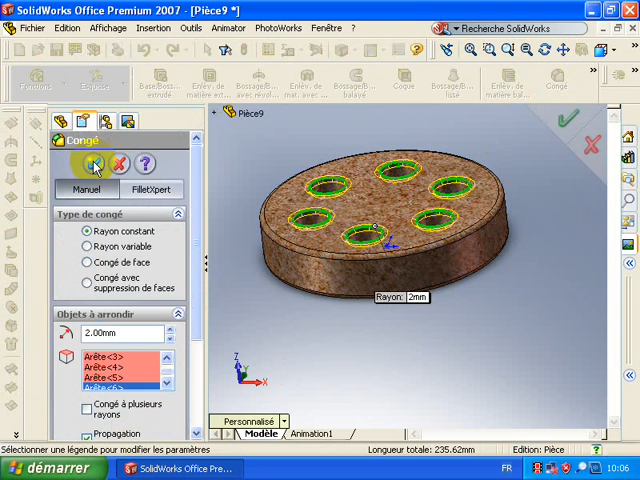 SolidWorks Office Premium 2007 - [Pièce9 *]
Fichier Edition Affichage Insertion Outils Animator PhotoWorks Fenêtre ? Recherche SolidWorks
Fonctions
Esquisse
Base/Boss...
extrudé
Enlèv. de
matière ext...
Bossage/B...
avec révol...
Enlèv. de
mat. avec ...
Coque
Bossage/Ba...
lissé
Enlèv. de
matière bal...
Congé
Pièce9
Congé
Manuel FilletXpert
Type de congé
Rayon constant
Rayon variable
Congé de face
Congé avec
suppression de faces
Objets à arrondir
2.00mm
Arête<3>
Arête<4>
Arête<5>
Arête<6>
Congé à plusieurs
rayons
Propagation
Rayon: 2mm
Z
Y
X
Personnalisé
Modèle Animation1
Sélectionner une légende pour modifier les paramètres Longueur totale: 235.62mm Edition: Pièce
démarrer SolidWorks Office Pre... FR 10:06